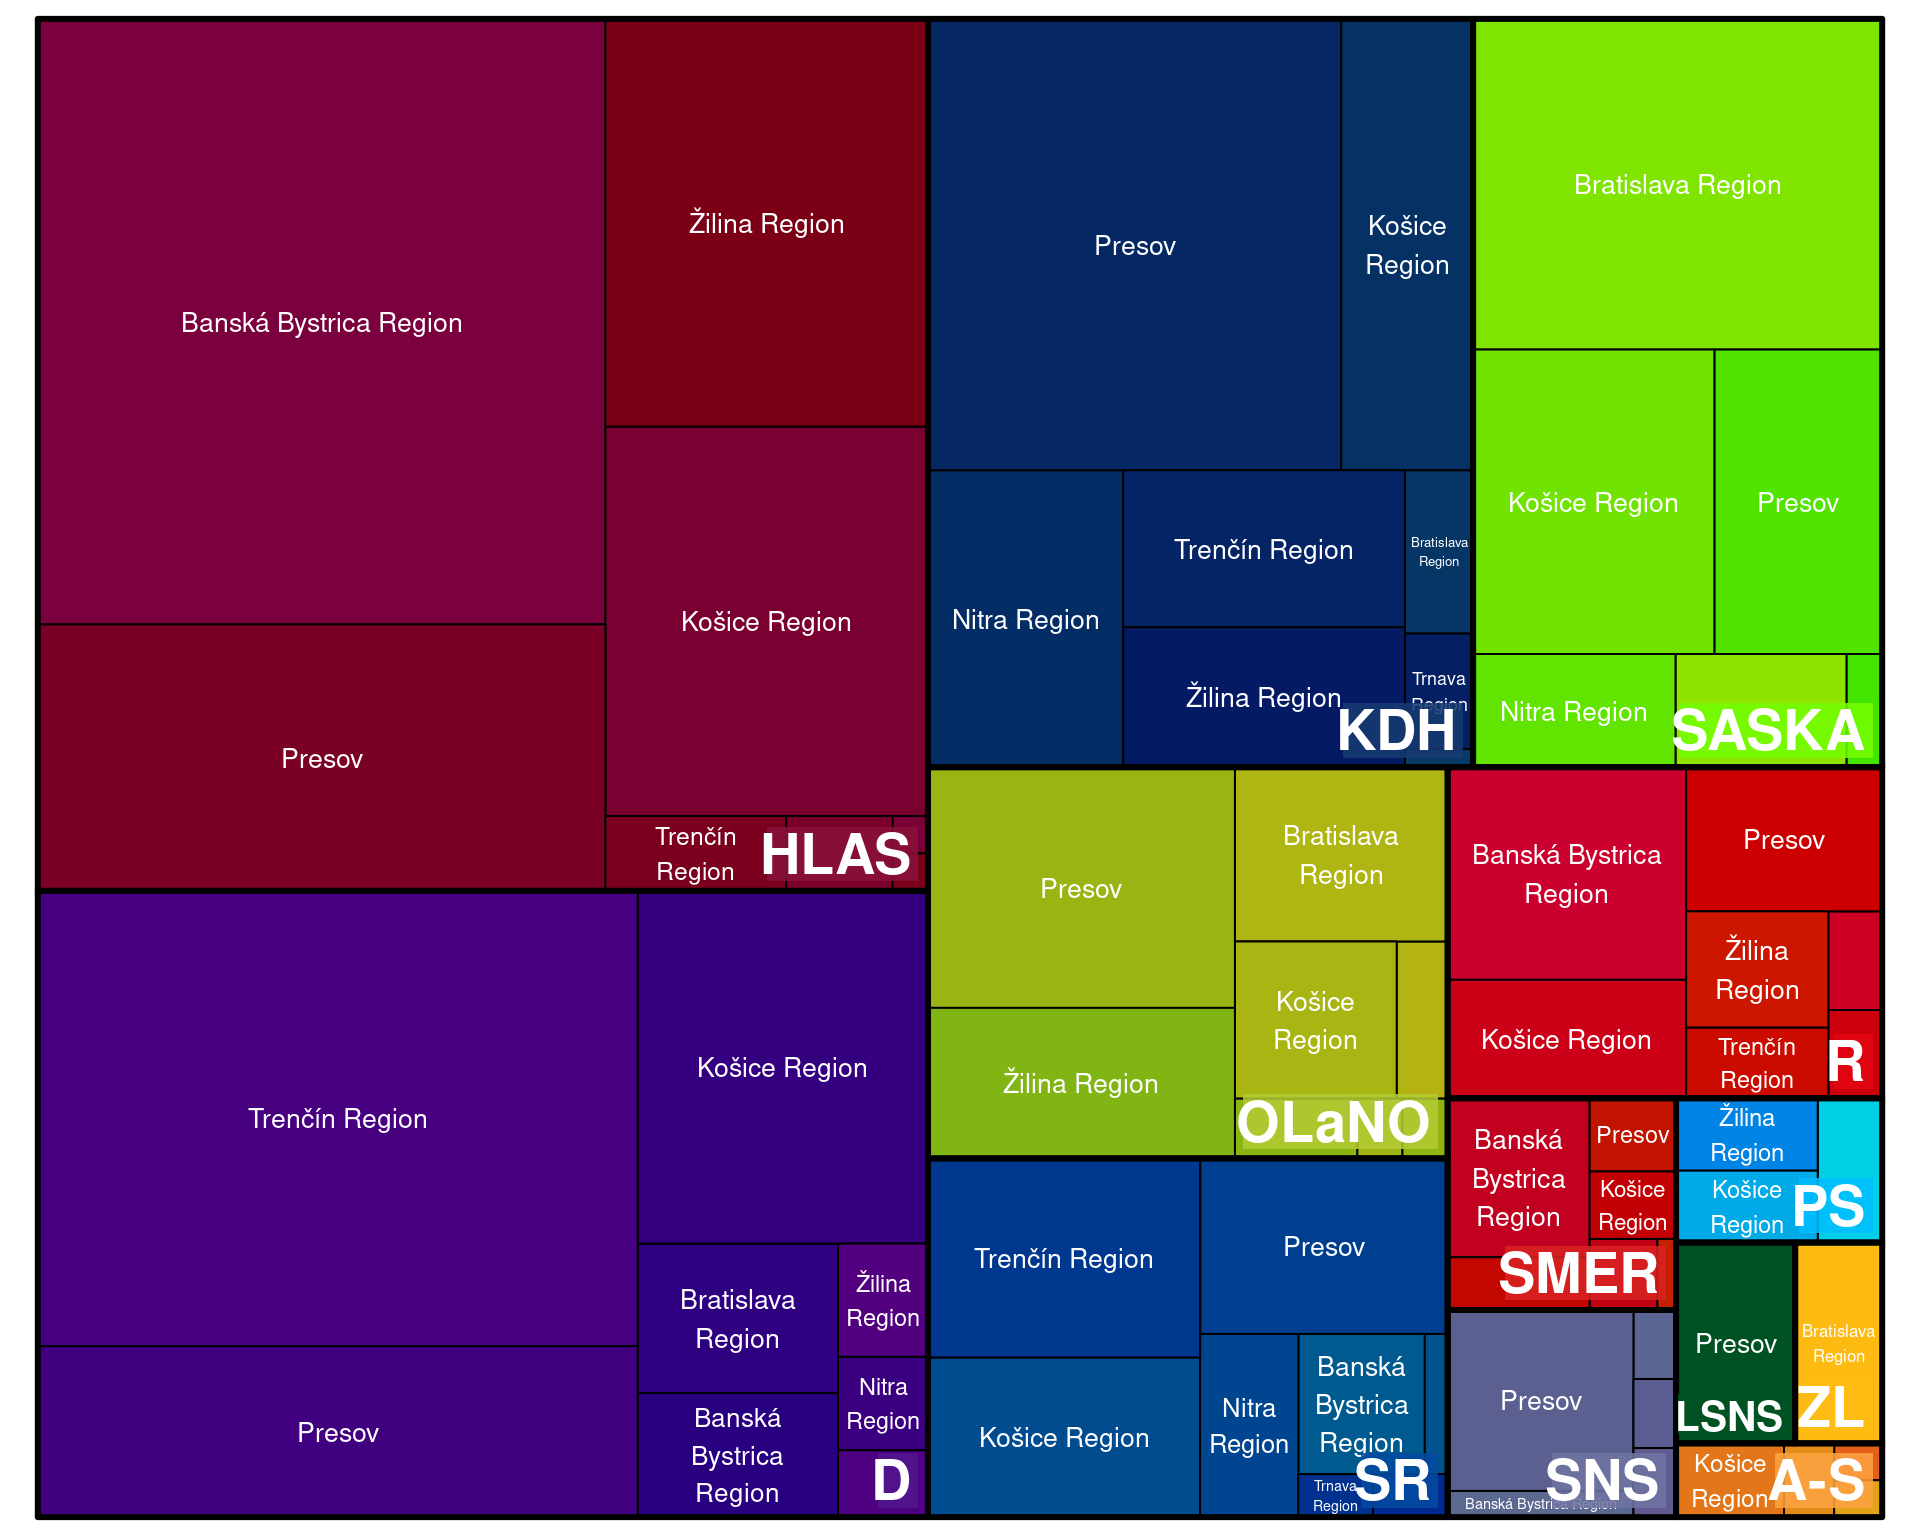 Banská Bystrica Region
Žilina Region
Košice Region
Presov
Trenčín
Region
HLAS
Presov
Košice
Region
Nitra Region
Trenčín Region
Žilina Region
Bratislava
Region
Trnava
Region
KDH
Bratislava Region
Košice Region
Presov
Nitra Region
SASKA
Trenčín Region
Presov
Košice Region
Bratislava
Region
Banská
Bystrica
Region
Žilina
Region
Nitra
Region
D
Presov
Žilina Region
Bratislava
Region
Košice
Region
OLaNO
Trenčín Region
Košice Region
Presov
Nitra
Region
Banská
Bystrica
Region
Trnava
Region
SR
Banská Bystrica
Region
Košice Region
Presov
Žilina
Region
Trenčín
Region
R
Banská
Bystrica
Region
Presov
Košice
Region
SMER
Žilina
Region
Košice
Region
PS
Presov
Banská Bystrica Region
SNS
Presov
LSNS
Bratislava
Region
ZL
Košice
Region
A-S